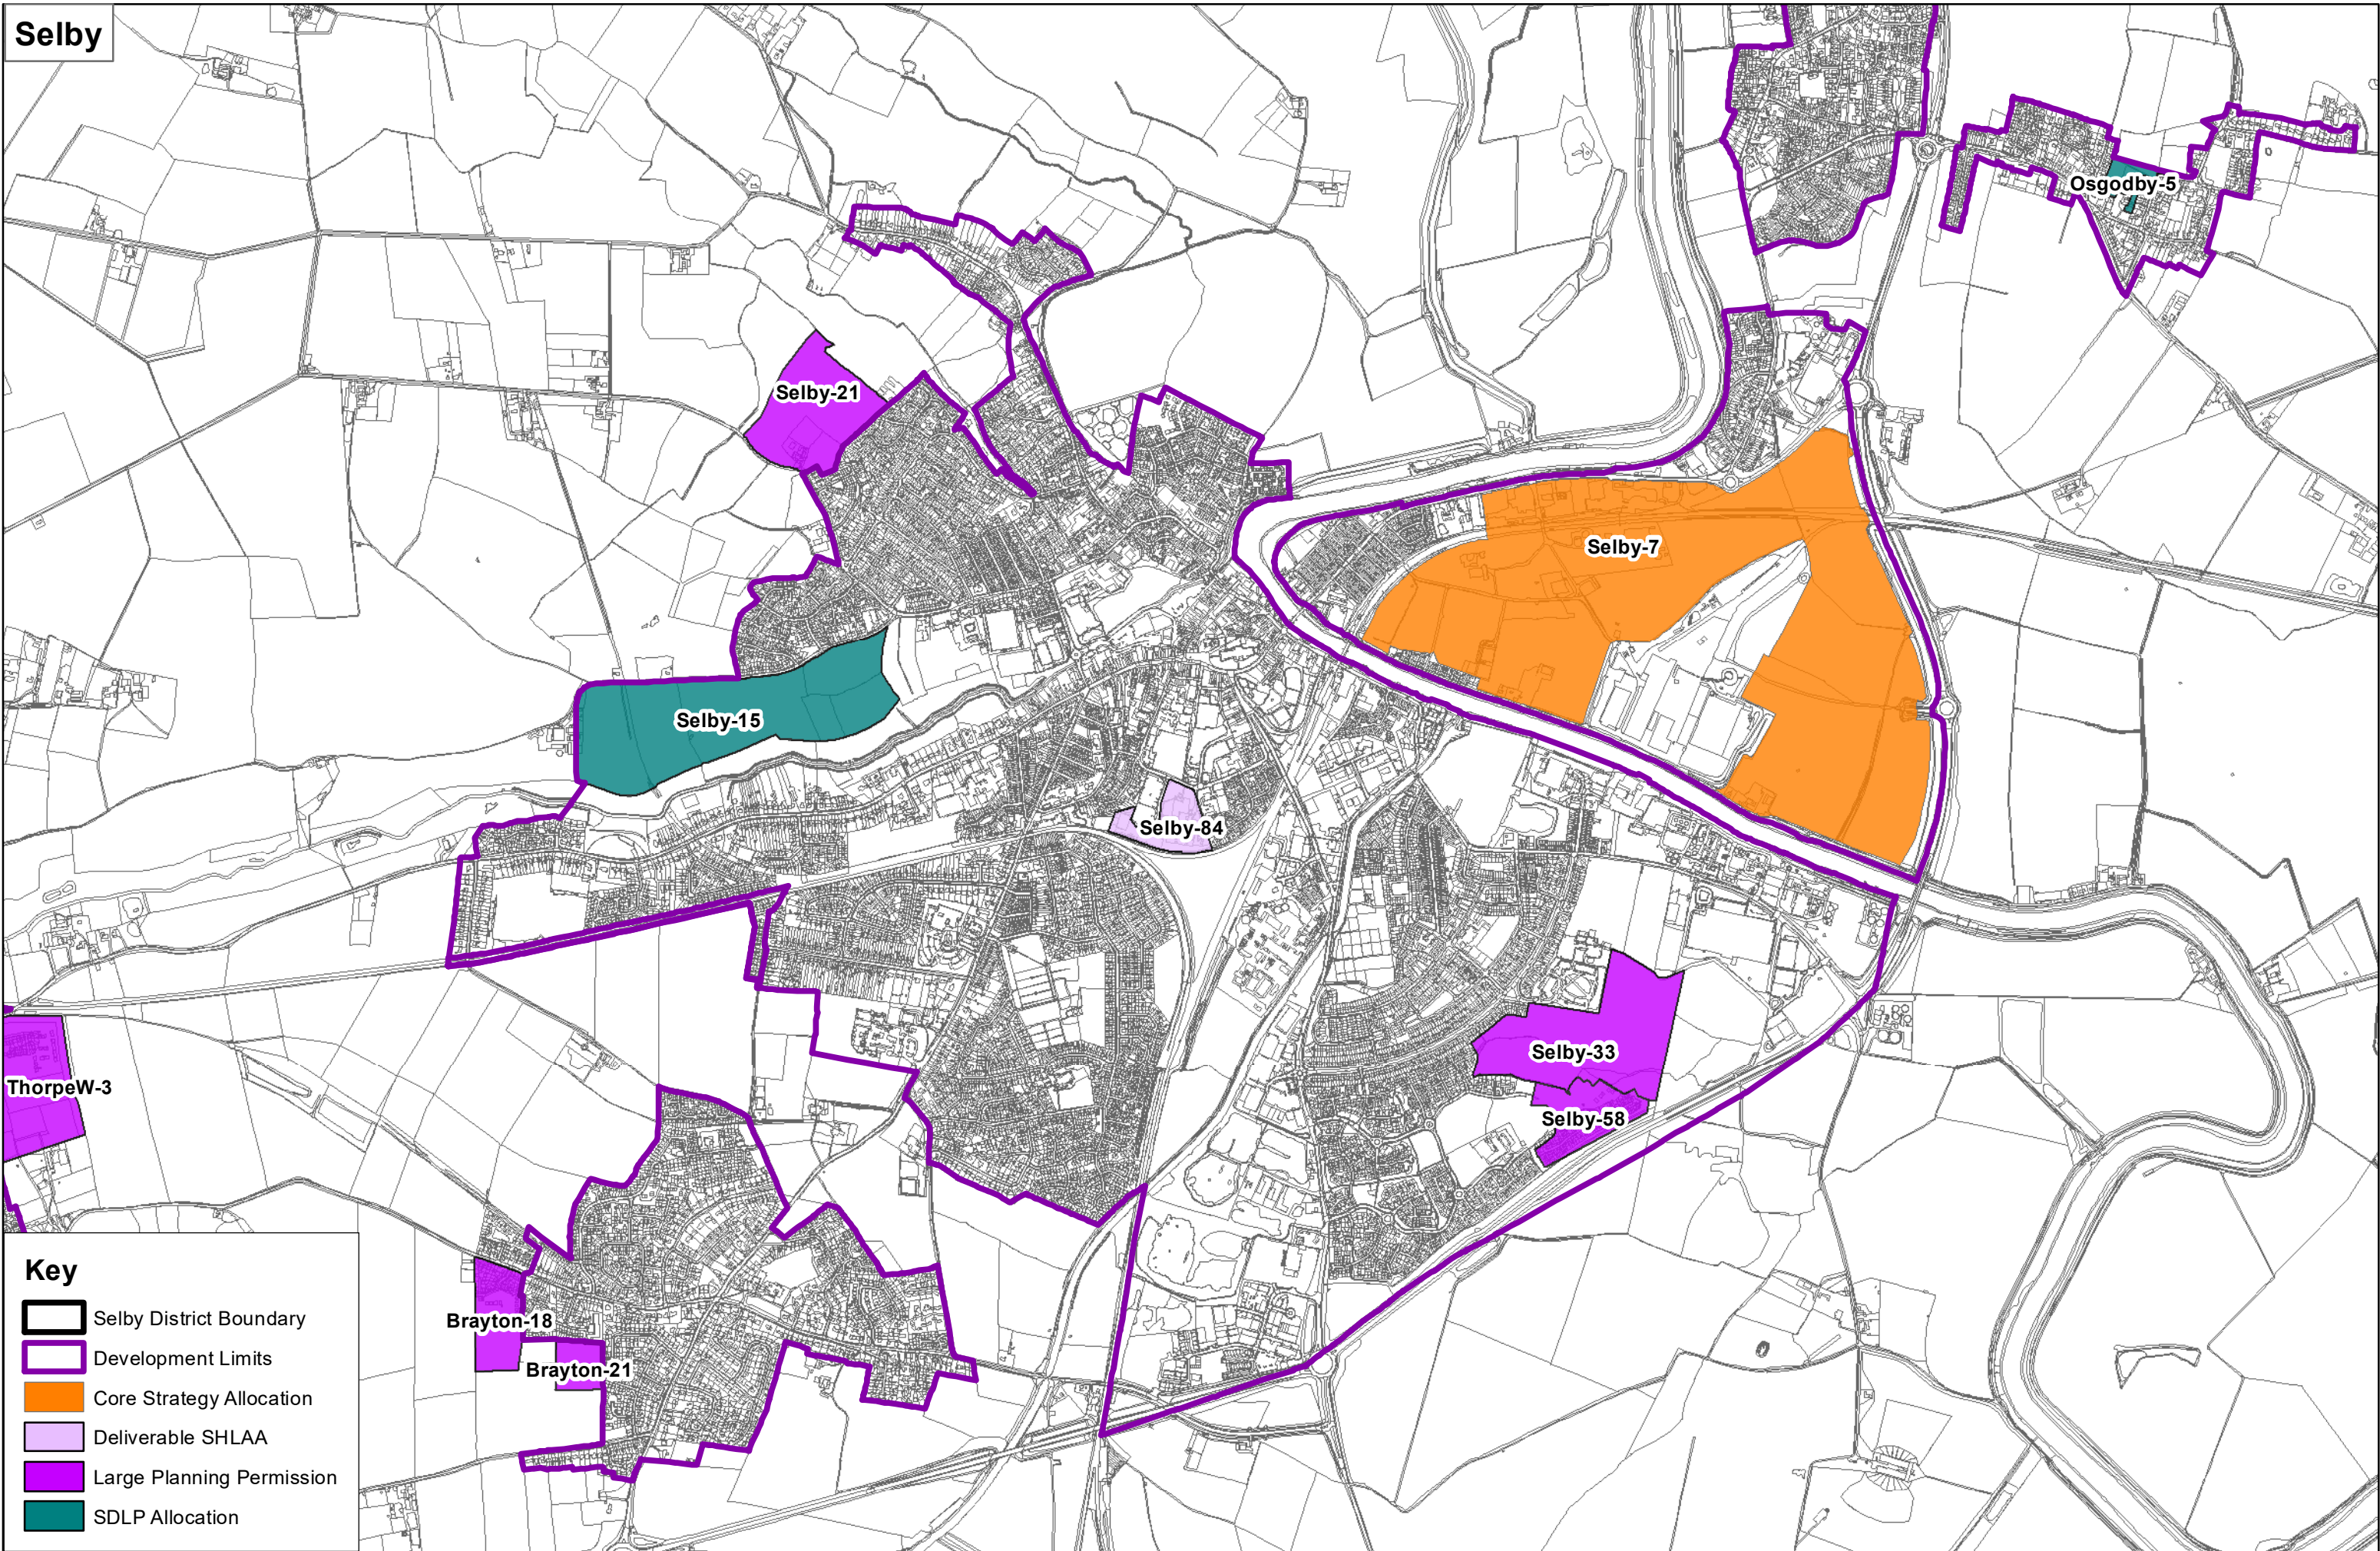 Selby
Osgodby-5
Selby-21
Selby-7
Selby-15
Selby-84
Selby-33
ThorpeW-3
Selby-58
Brayton-18
Brayton-21
Key
Selby District Boundary
Development Limits
Core Strategy Allocation
Deliverable SHLAA
Large Planning Permission
SDLP Allocation